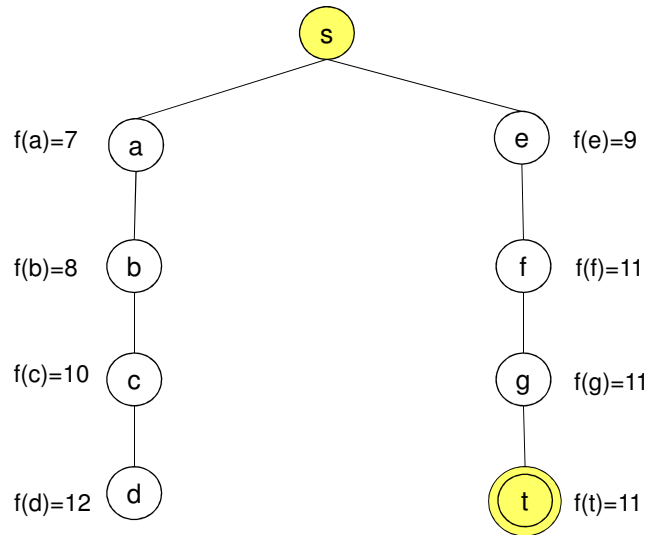 s
f(a)=7 a e f(e)=9
f(b)=8 b f f(f)=11
f(c)=10 c g f(g)=11
f(d)=12 d t f(t)=11